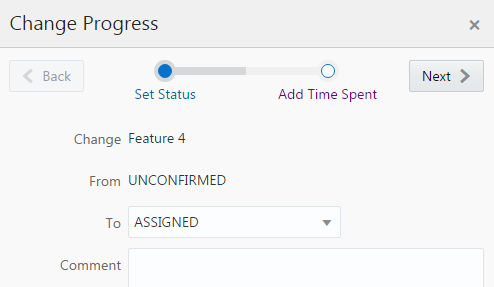 Change Progress
Back
Next
Set Status
Add Time Spent
Change Feature 4
From UNCONFIRMED
To ASSIGNED
Comment